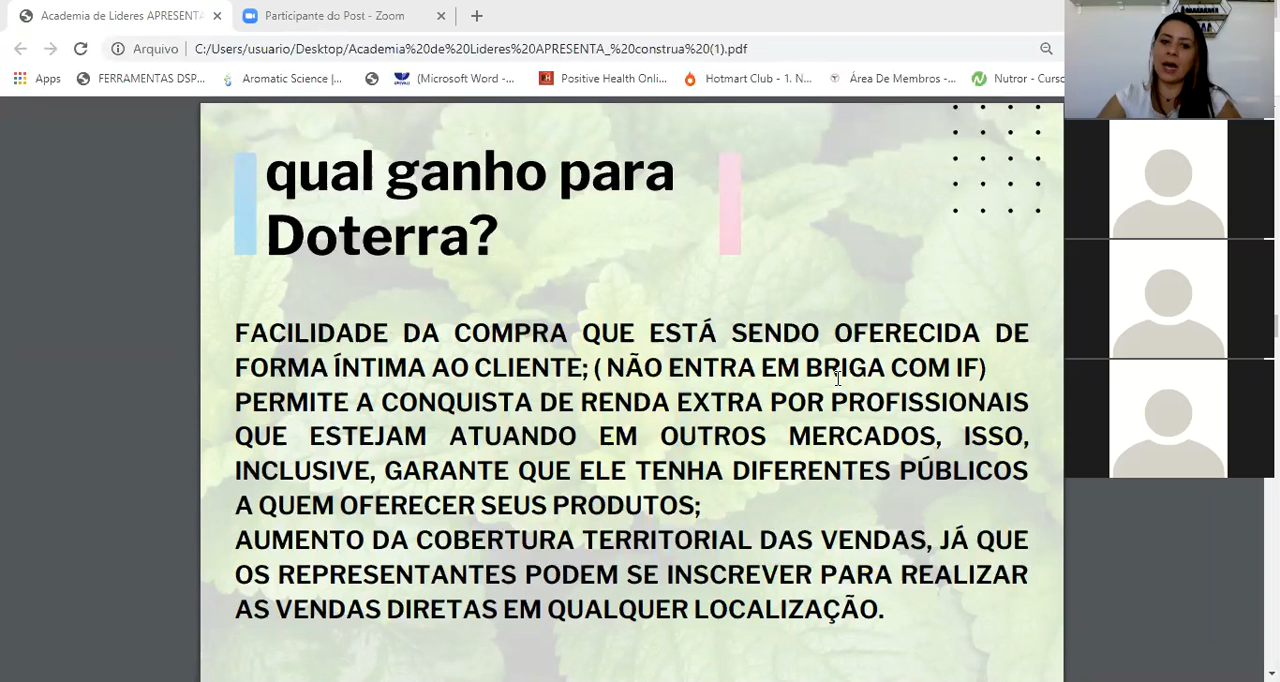 Academia de Lideres APRESENTA
Participante do Post - Zoom
Arquivo
C:/Users/usuario/Desktop/Academia%20de%20Lideres%20APRESENTA_%20construa%20(1).pdf
Apps
FERRAMENTAS DSP...
Aromatic Science |...
(Microsoft Word -...
Positive Health Onli...
Hotmart Club - 1. N...
Área De Membros -...
Nutror - Curso
qual ganho para
Doterra?
FACILIDADE DA COMPRA QUE ESTÁ SENDO OFERECIDA DE
FORMA ÍNTIMA AO CLIENTE; ( NÃO ENTRA EM BRIGA COM IF)
PERMITE A CONQUISTA DE RENDA EXTRA POR PROFISSIONAIS
QUE ESTEJAM ATUANDO EM OUTROS MERCADOS, ISSO,
INCLUSIVE, GARANTE QUE ELE TENHA DIFERENTES PÚBLICOS
A QUEM OFERECER SEUS PRODUTOS;
AUMENTO DA COBERTURA TERRITORIAL DAS VENDAS, JÁ QUE
OS REPRESENTANTES PODEM SE INSCREVER PARA REALIZAR
AS VENDAS DIRETAS EM QUALQUER LOCALIZAÇÃO.